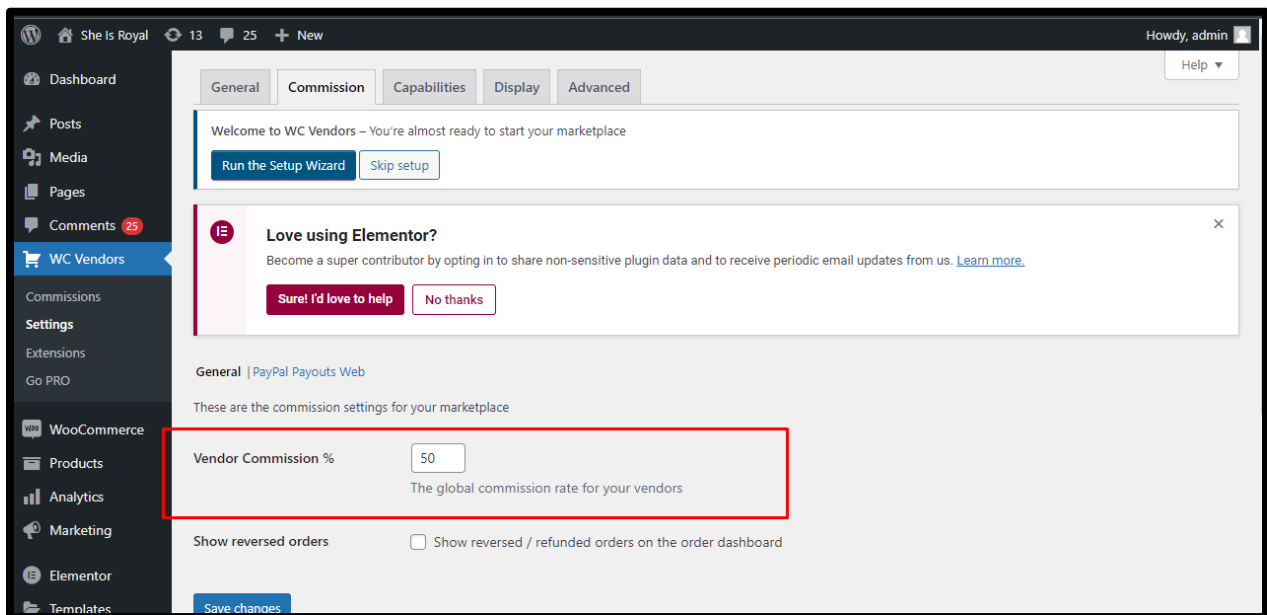 She Is Royal 13 25 + New Howdy, admin
Help ▼
Dashboard
Posts
Media
Pages
Comments 25
WC Vendors
Commissions
Settings
Extensions
Go PRO
WooCommerce
Products
Analytics
Marketing
Elementor
Templates
General Commission Capabilities Display Advanced
Welcome to WC Vendors – You're almost ready to start your marketplace
Run the Setup Wizard Skip setup
Love using Elementor?
Become a super contributor by opting in to share non-sensitive plugin data and to receive periodic email updates from us. Learn more.
Sure! I'd love to help No thanks
General | PayPal Payouts Web
These are the commission settings for your marketplace
Vendor Commission % 50
The global commission rate for your vendors
Show reversed orders Show reversed / refunded orders on the order dashboard
Save changes